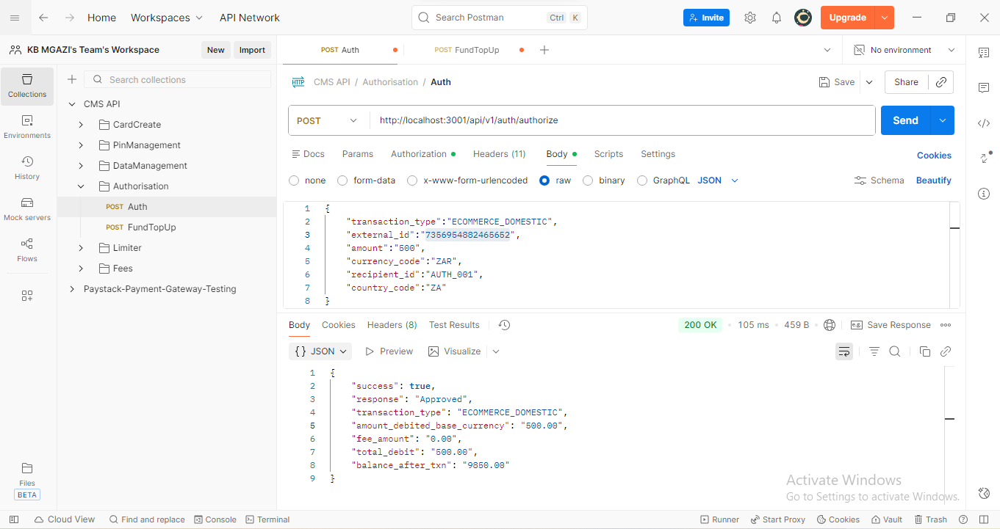 Home Workspaces API Network Search Postman Ctrl K Invite Upgrade
KB MGAZI's Team's Workspace New Import POST Auth POST FundTopUp No environment
Search collections
Collections
Environments
History
Mock servers
Flows
Files
BETA
CMS API
CardCreate
PinManagement
DataManagement
Authorisation
POST Auth
POST FundTopUp
Limiter
Fees
Paystack-Payment-Gateway-Testing
HTTP CMS API / Authorisation / Auth Save Share
POST http://localhost:3001/api/v1/auth/authorize Send
Docs Params Authorization Headers (11) Body Scripts Settings Cookies
none form-data x-www-form-urlencoded raw binary GraphQL JSON Schema Beautify
1 {
2 "transaction_type":"ECOMMERCE_DOMESTIC",
3 "external_id":"7356954882465652",
4 "amount":"500",
5 "currency_code":"ZAR",
6 "recipient_id":"AUTH_001",
7 "country_code":"ZA"
8 }
Body Cookies Headers (8) Test Results 200 OK • 105 ms • 459 B • e.g. Save Response
{} JSON Preview Visualize
1 {
2 "success": true,
3 "response": "Approved",
4 "transaction_type": "ECOMMERCE_DOMESTIC",
5 "amount_debited_base_currency": "500.00",
6 "fee_amount": "0.00",
7 "total_debit": "500.00",
8 "balance_after_txn": "9850.00"
9 }
Activate Windows
Go to Settings to activate Windows.
Cloud View Find and replace Console Terminal Runner Start Proxy Cookies Vault Trash